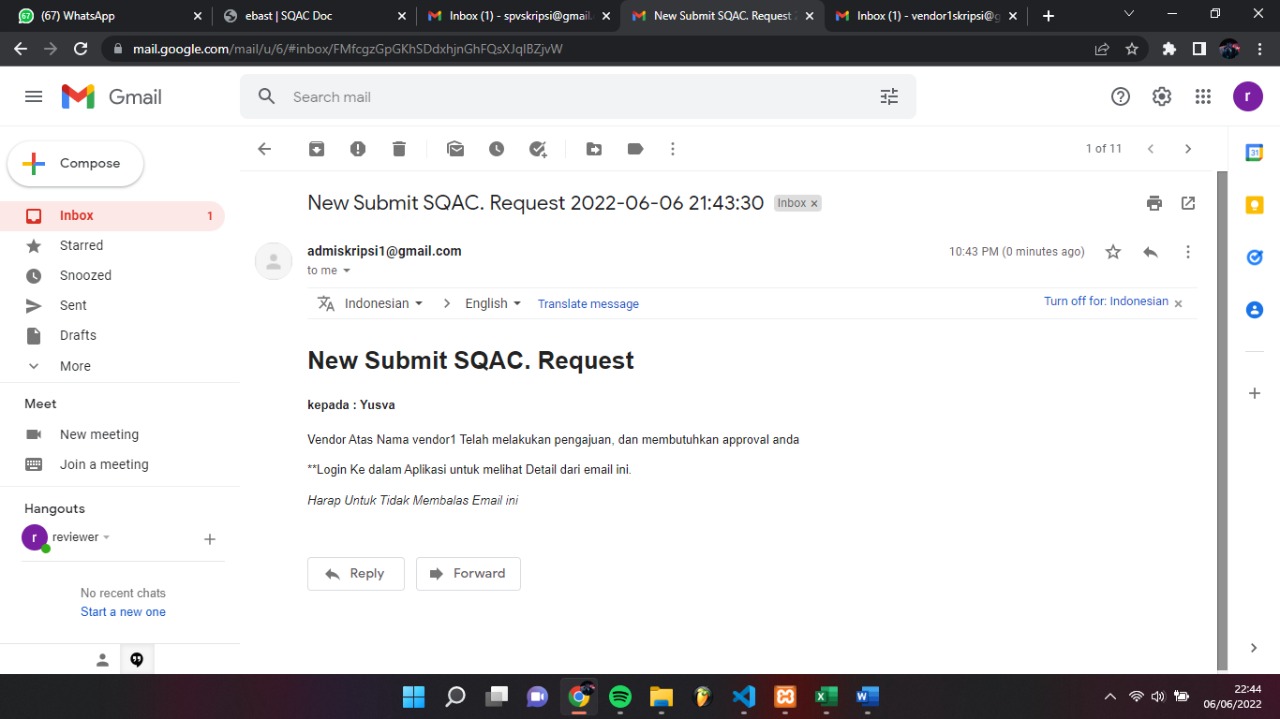 (67) WhatsApp
ebast | SQAC Doc
Inbox (1) - spvskripsi@gmail.
New Submit SQAC. Request 2
Inbox (1) - vendor1skripsi@g
mail.google.com/mail/u/6/#inbox/FMfcgzGpGKhSDdxhjnGhFQsXJqlBZjvW
Gmail
Search mail
r
Compose
1 of 11
31
Inbox 1
Starred
Snoozed
Sent
Drafts
More
Meet
New meeting
Join a meeting
Hangouts
r reviewer
No recent chats
Start a new one
New Submit SQAC. Request 2022-06-06 21:43:30 Inbox x
admiskripsi1@gmail.com 10:43 PM (0 minutes ago)
to me
Indonesian > English Translate message Turn off for: Indonesian x
New Submit SQAC. Request
kepada : Yusva
Vendor Atas Nama vendor1 Telah melakukan pengajuan, dan membutuhkan approval anda
**Login Ke dalam Aplikasi untuk melihat Detail dari email ini.
Harap Untuk Tidak Membalas Email ini
Reply Forward
22:44
06/06/2022